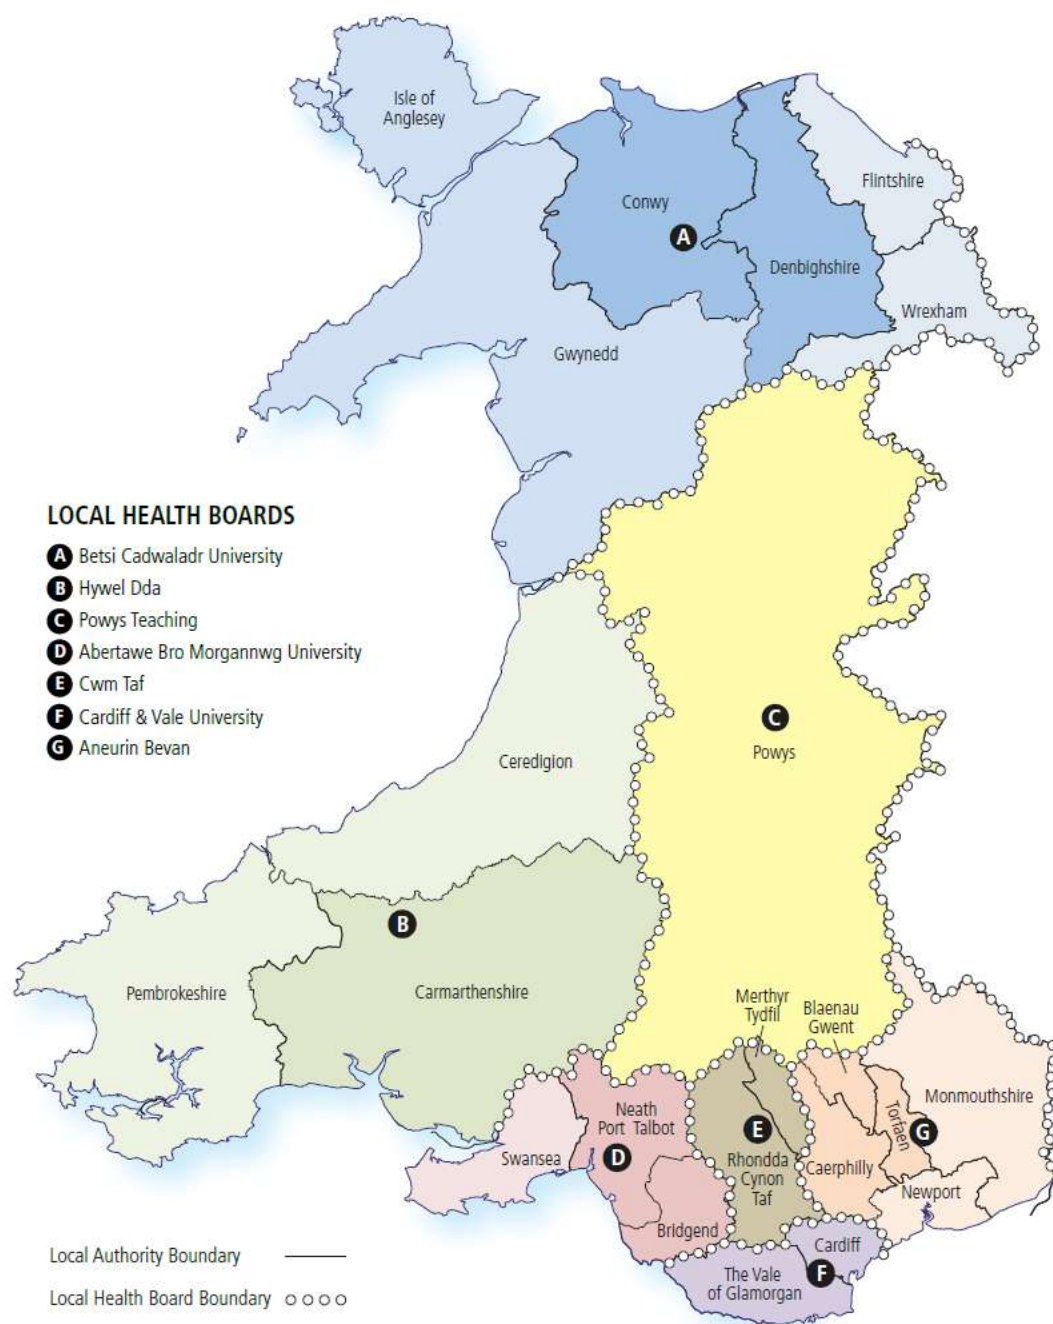 Isle of
Anglesey
Conwy
A
Flintshire
Denbighshire
Wrexham
Gwynedd
LOCAL HEALTH BOARDS
A Betsi Cadwaladr University
B Hywel Dda
C Powys Teaching
D Abertawe Bro Morgannwg University
E Cwm Taf
F Cardiff & Vale University
G Aneurin Bevan
C
Powys
Ceredigion
B
Pembrokeshire
Carmarthenshire
Merthyr
Tydfil
Blaenau
Gwent
Monmouthshire
Neath
Port Talbot
D
Swansea
E
Rhondda
Cynon
Taf
Caerphilly
Torfaen
G
Newport
Bridgend
Cardiff
The Vale
of Glamorgan
F
Local Authority Boundary
Local Health Board Boundary